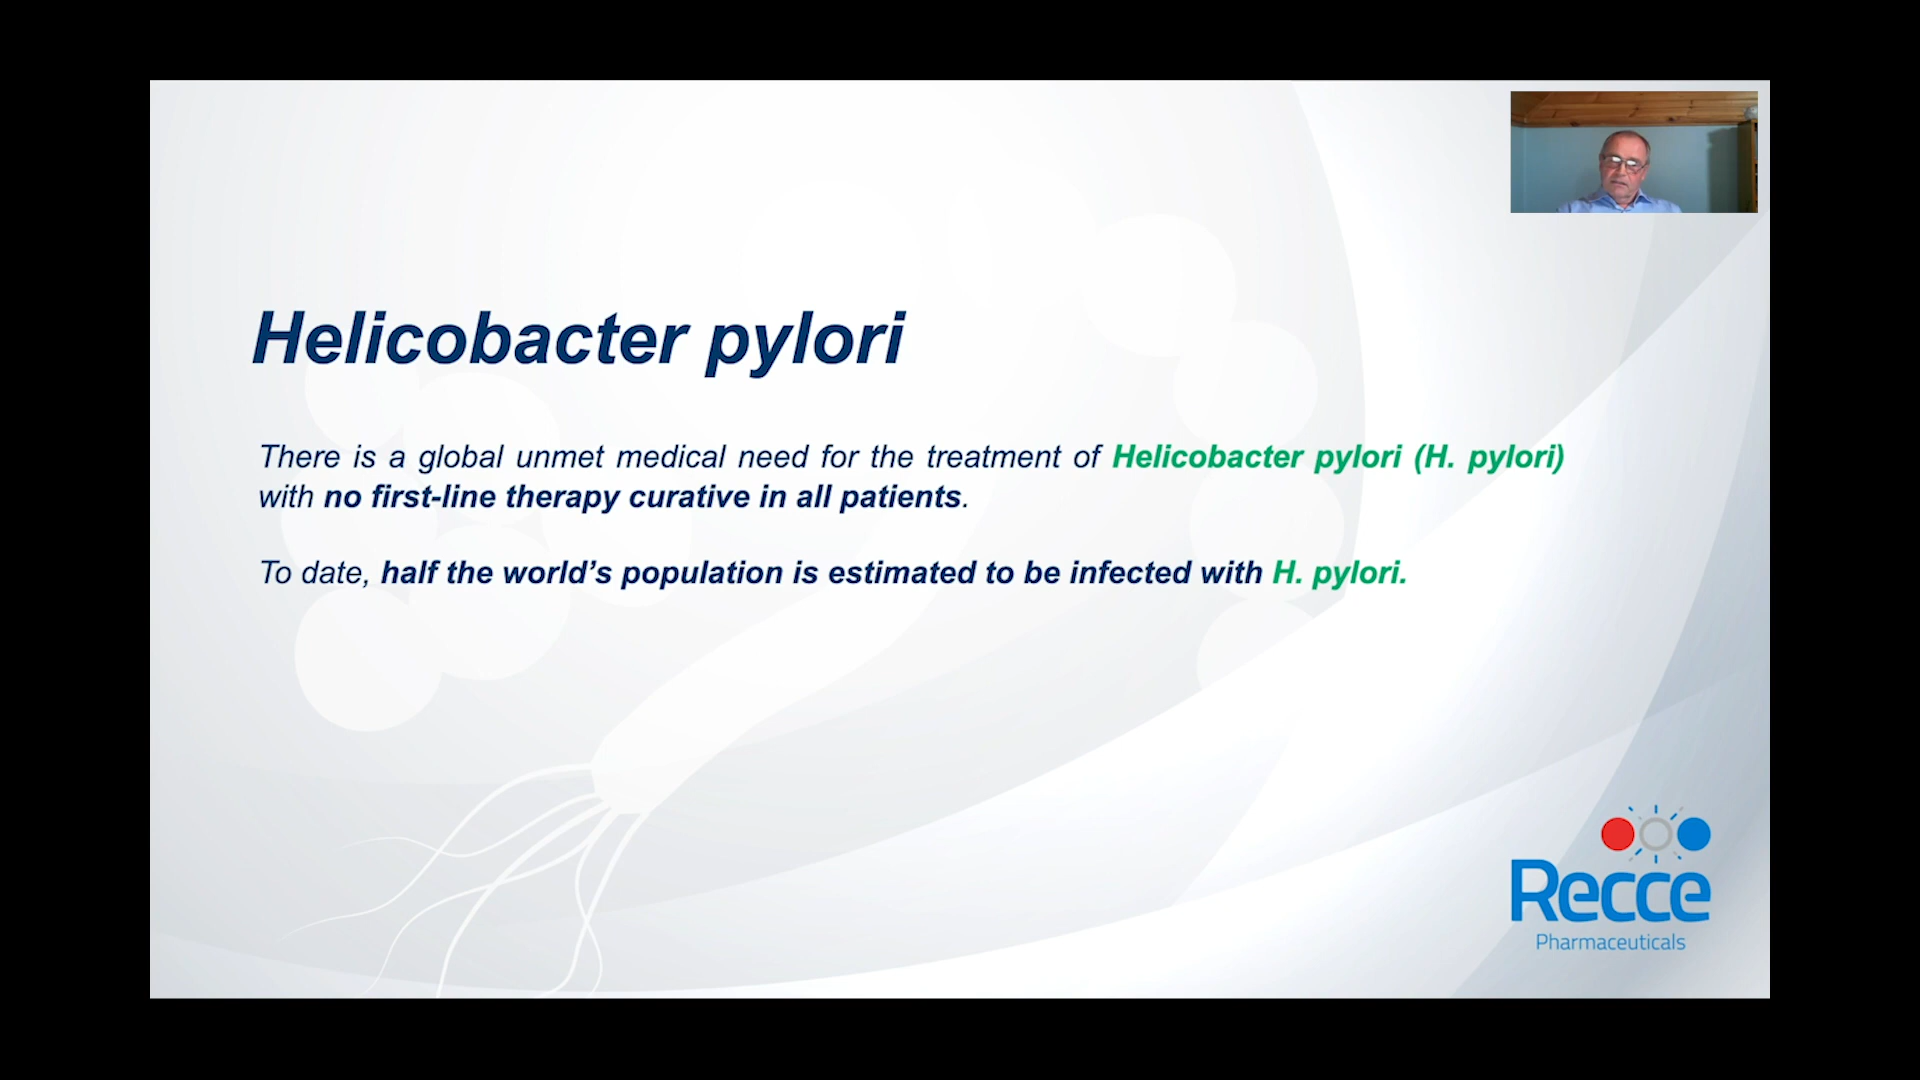 Helicobacter pylori
There is a global unmet medical need for the treatment of Helicobacter pylori (H. pylori)
with no first-line therapy curative in all patients.
To date, half the world’s population is estimated to be infected with H. pylori.
Recce
Pharmaceuticals